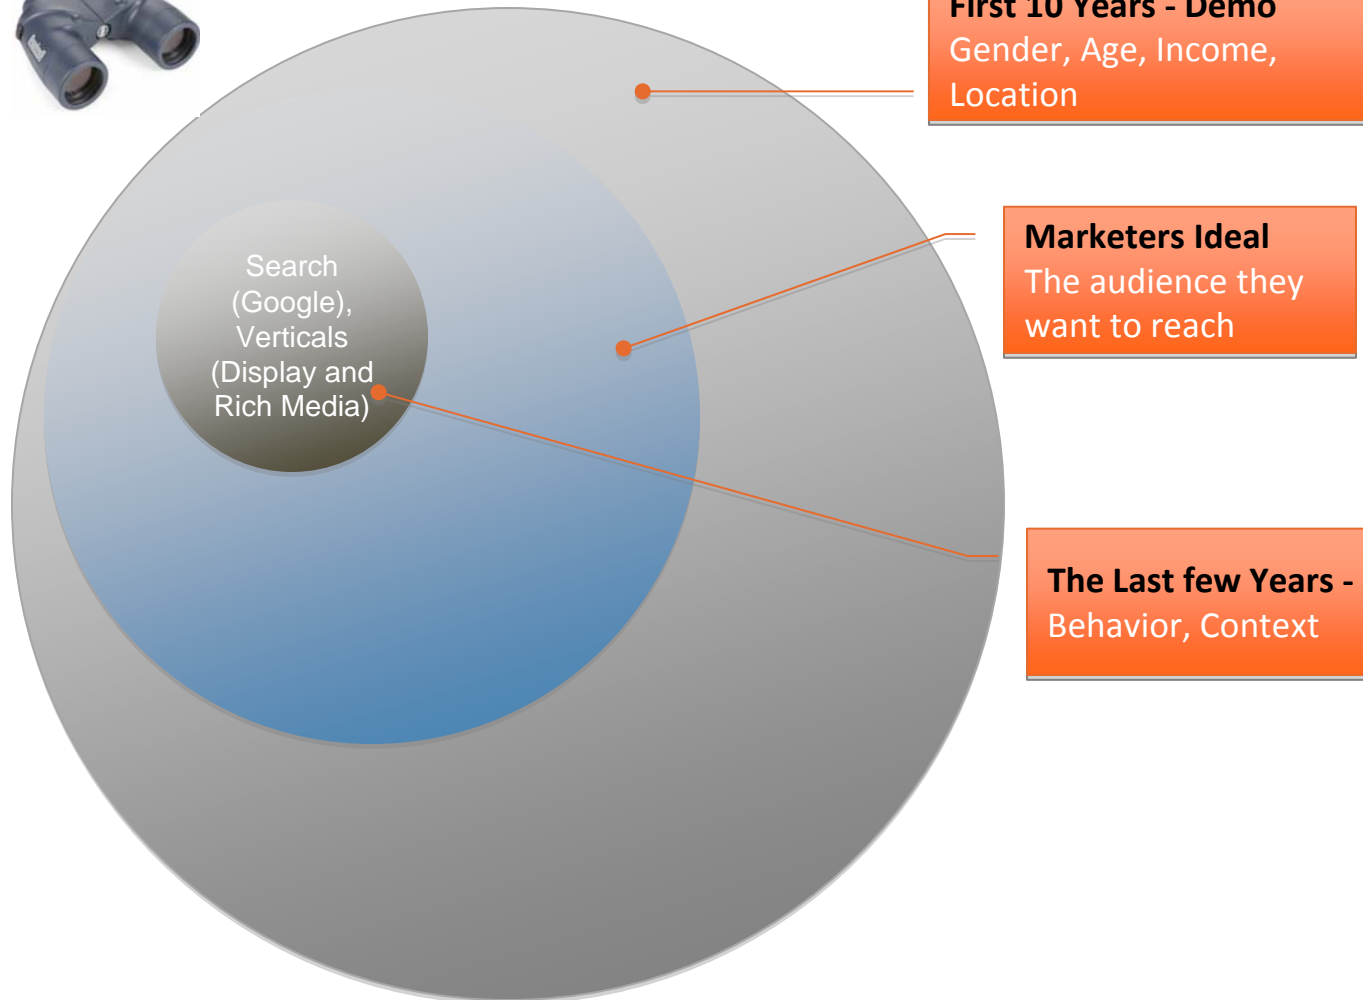 First 10 Years - Demo
Gender, Age, Income,
Location
Marketers Ideal
The audience they
want to reach
Search
(Google),
Verticals
(Display and
Rich Media)
The Last few Years -
Behavior, Context